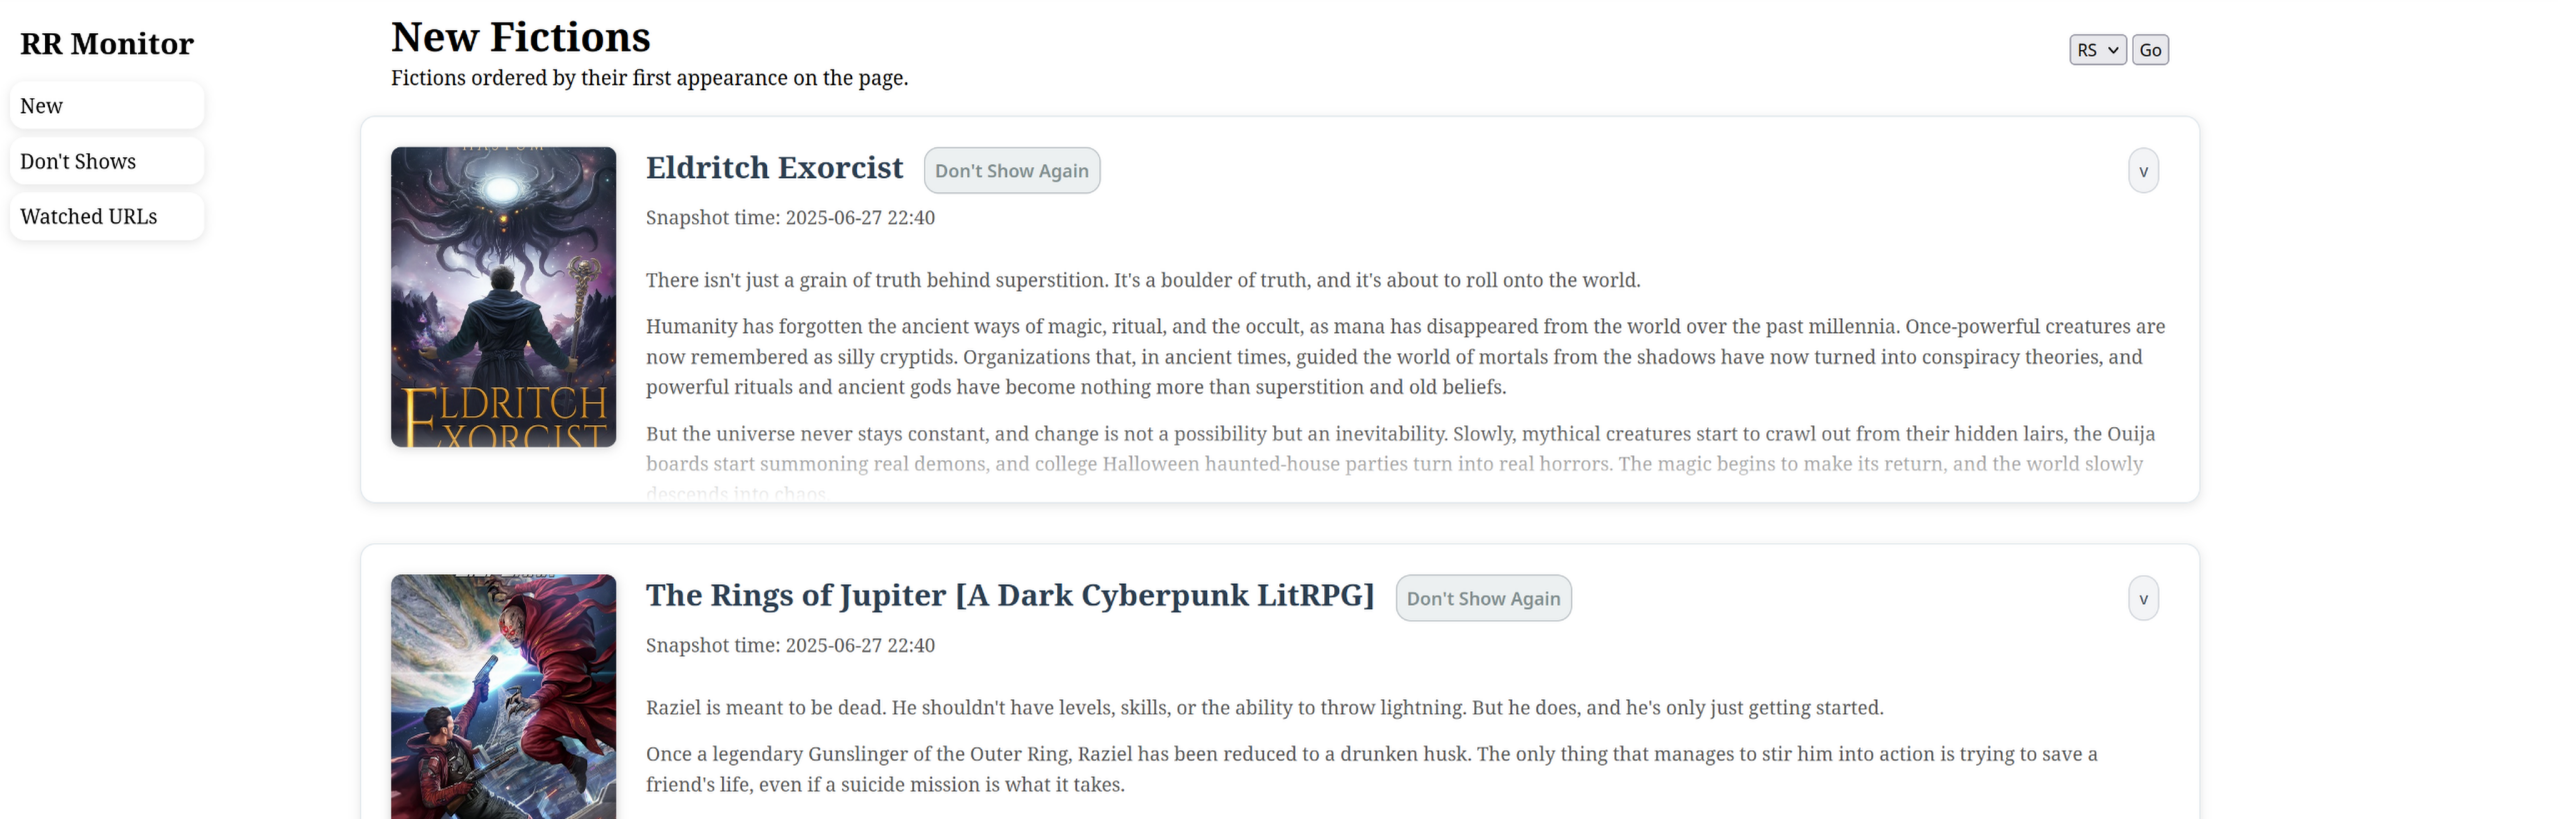 RR Monitor
New
Don't Shows
Watched URLs
New Fictions
Fictions ordered by their first appearance on the page.
RS
Go
ELDRITCH
EXORCIST
Eldritch Exorcist
Don't Show Again
v
Snapshot time: 2025-06-27 22:40
There isn't just a grain of truth behind superstition. It's a boulder of truth, and it's about to roll onto the world.
Humanity has forgotten the ancient ways of magic, ritual, and the occult, as mana has disappeared from the world over the past millennia. Once-powerful creatures are
now remembered as silly cryptids. Organizations that, in ancient times, guided the world of mortals from the shadows have now turned into conspiracy theories, and
powerful rituals and ancient gods have become nothing more than superstition and old beliefs.
But the universe never stays constant, and change is not a possibility but an inevitability. Slowly, mythical creatures start to crawl out from their hidden lairs, the Ouija
boards start summoning real demons, and college Halloween haunted-house parties turn into real horrors. The magic begins to make its return, and the world slowly
descends into chaos.
The Rings of Jupiter [A Dark Cyberpunk LitRPG]
Don't Show Again
v
Snapshot time: 2025-06-27 22:40
Raziel is meant to be dead. He shouldn't have levels, skills, or the ability to throw lightning. But he does, and he's only just getting started.
Once a legendary Gunslinger of the Outer Ring, Raziel has been reduced to a drunken husk. The only thing that manages to stir him into action is trying to save a
friend's life, even if a suicide mission is what it takes.